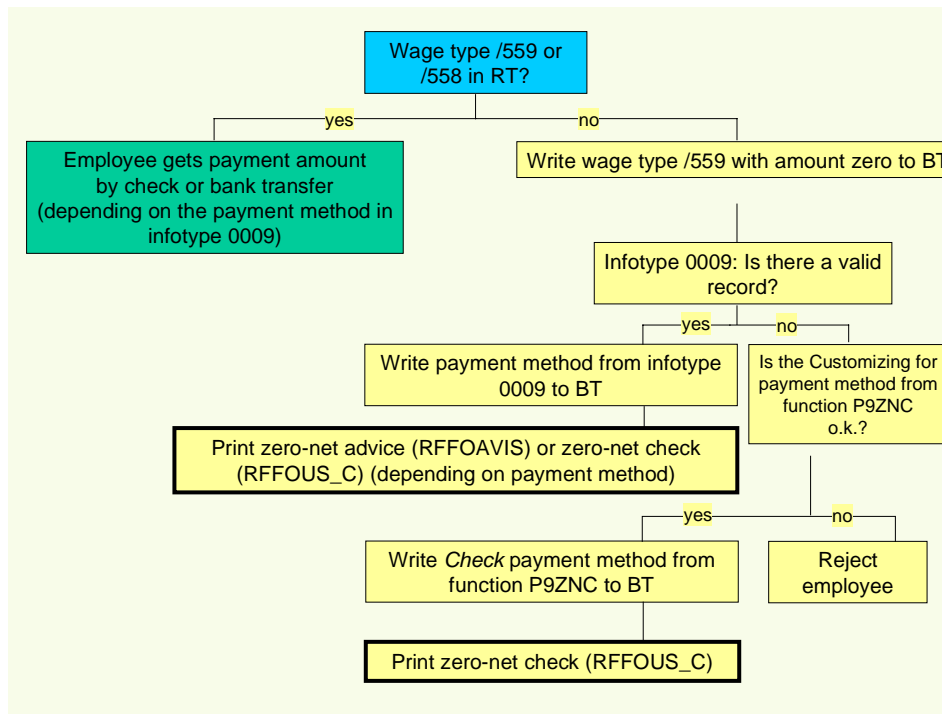 Wage type /559 or
/558 in RT?
yes
no
Employee gets payment amount
by check or bank transfer
(depending on the payment method in
infotype 0009)
Write wage type /559 with amount zero to BT
Infotype 0009: Is there a valid
record?
yes
no
Write payment method from infotype
0009 to BT
Is the Customizing for
payment method from
function P9ZNC
o.k.?
Print zero-net advice (RFFOAVIS) or zero-net check
(RFFOUS_C) (depending on payment method)
yes
no
Write Check payment method from
function P9ZNC to BT
Reject
employee
Print zero-net check (RFFOUS_C)